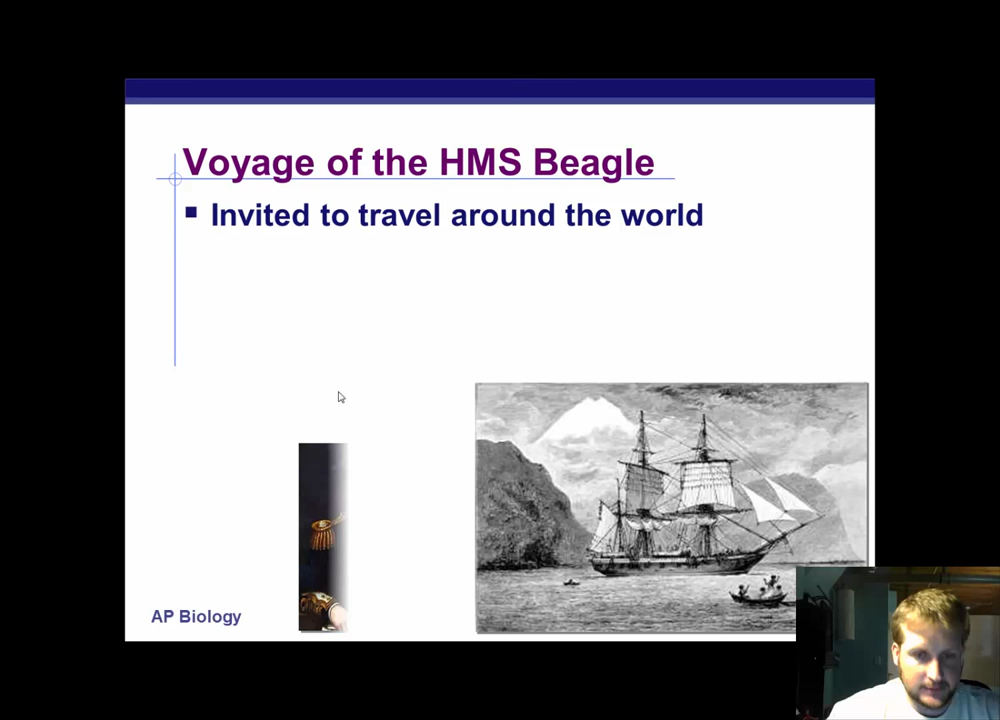 Voyage of the HMS Beagle
Invited to travel around the world
AP Biology